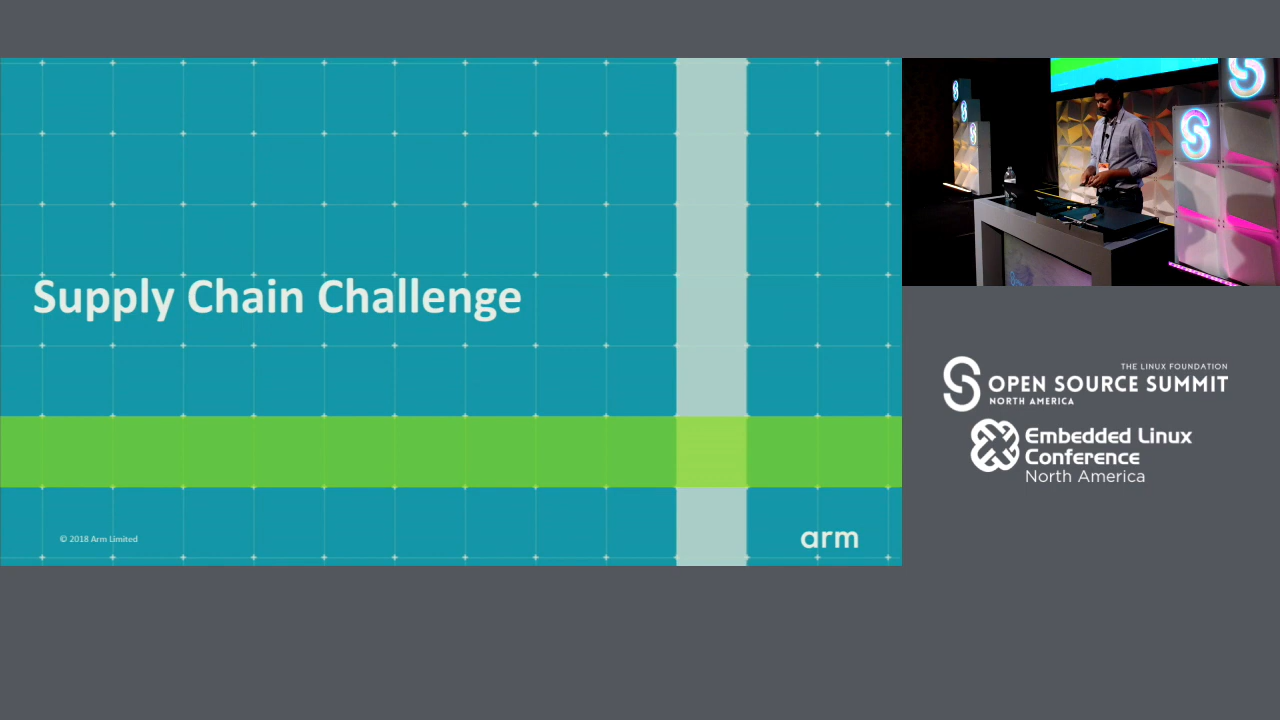 Supply Chain Challenge
© 2018 Arm Limited
arm
THE LINUX FOUNDATION
OPEN SOURCE SUMMIT
NORTH AMERICA
Embedded Linux
Conference
North America